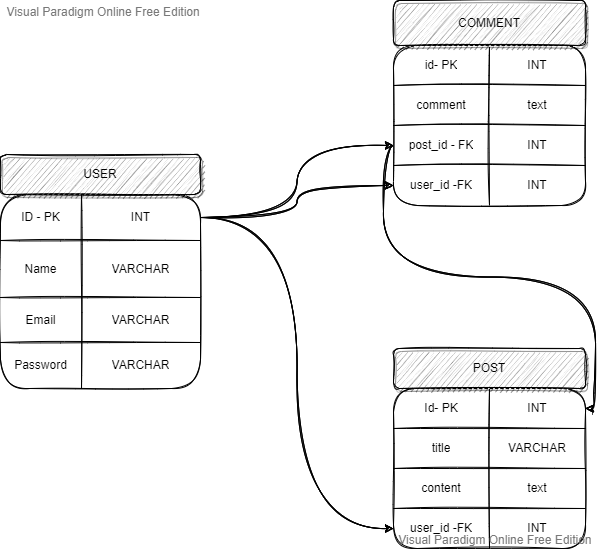 Visual Paradigm Online Free Edition
COMMENT
id- PK INT
comment text
post_id - FK INT
user_id -FK INT
USER
ID - PK INT
Name VARCHAR
Email VARCHAR
Password VARCHAR
POST
Id- PK INT
title VARCHAR
content text
user_id -FK INT
Visual Paradigm Online Free Edition